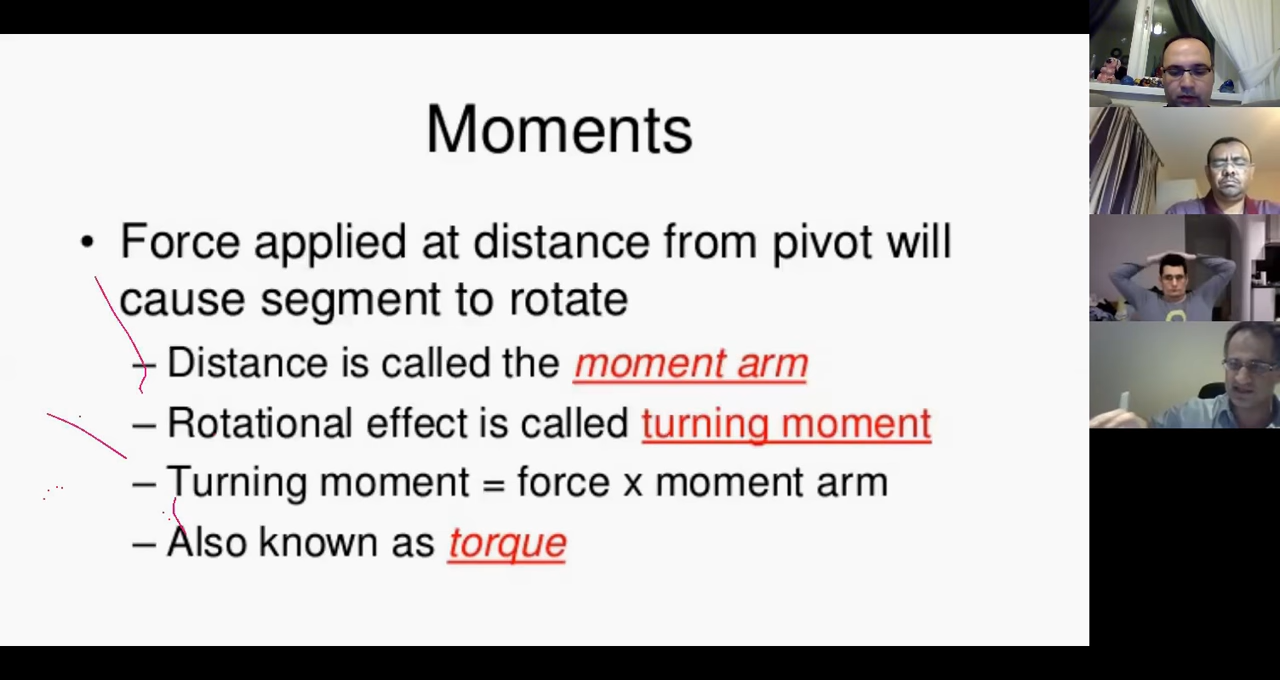 Moments
• Force applied at distance from pivot will
cause segment to rotate
– Distance is called the moment arm
– Rotational effect is called turning moment
– Turning moment = force x moment arm
– Also known as torque